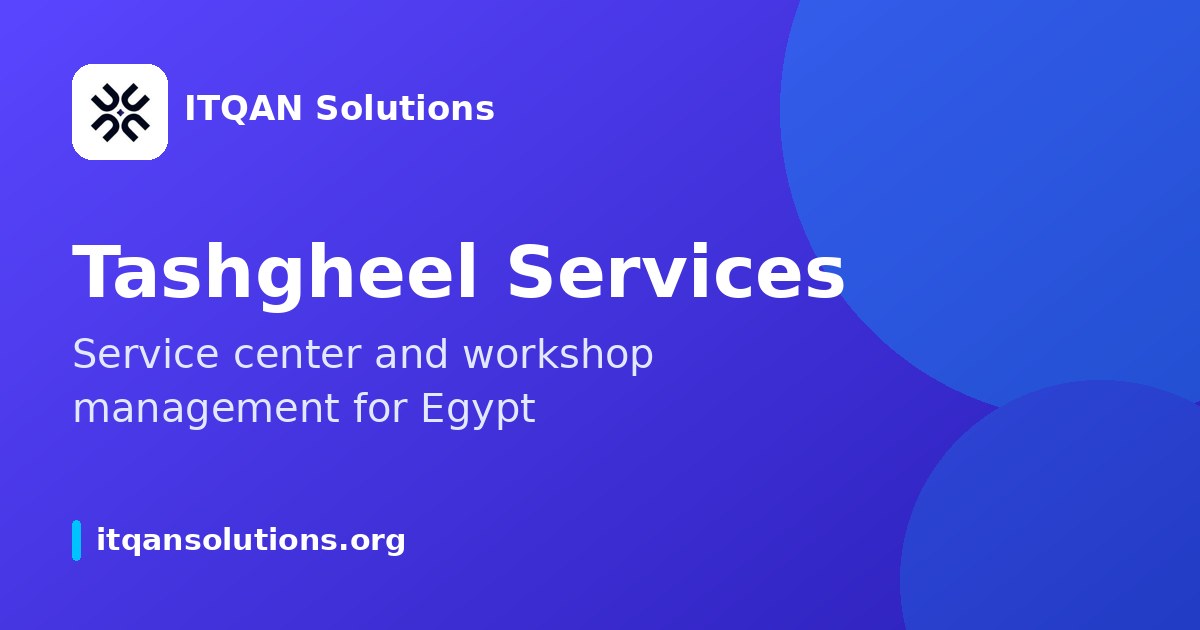 ITQAN Solutions
Tashgheel Services
Service center and workshop
management for Egypt
itqansolutions.org